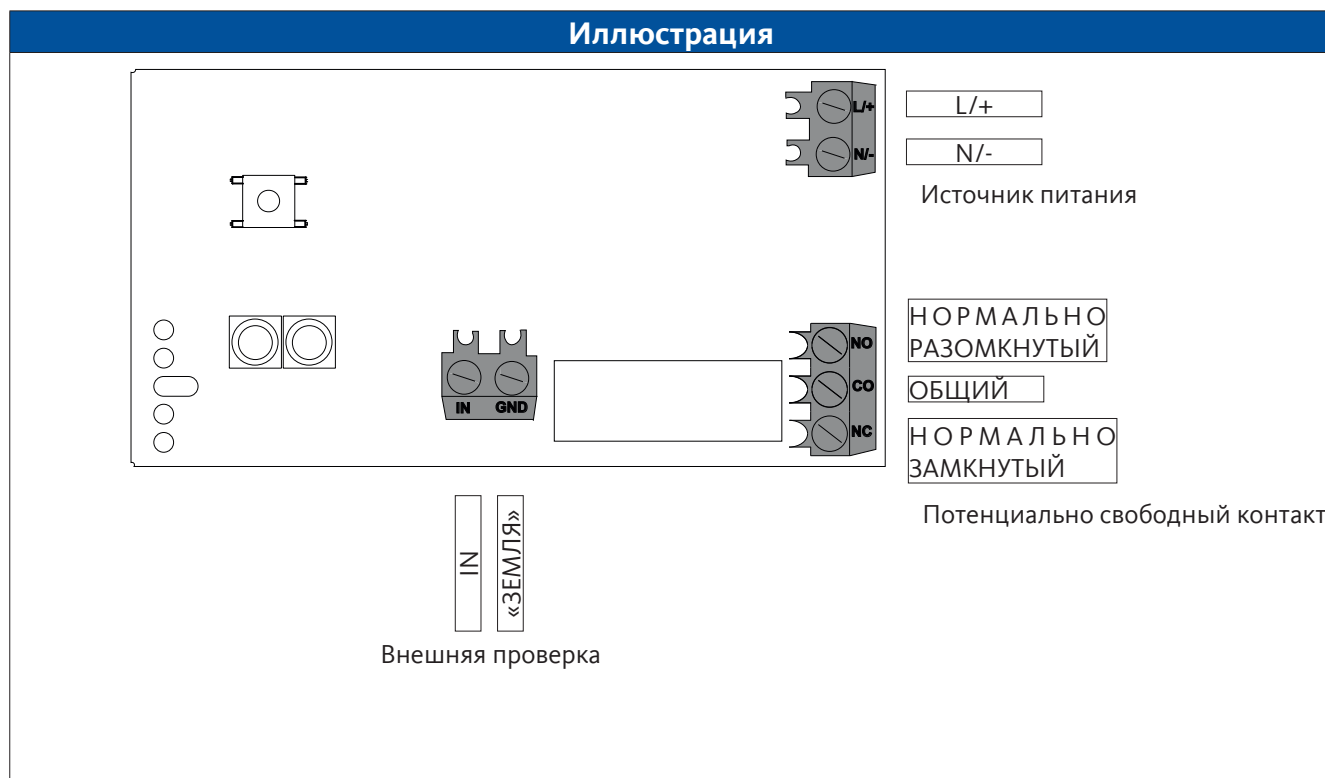 Иллюстрация
L/+
L/+
N/-
N/-
Источник питания
НОРМАЛЬНО
РАЗОМКНУТЫЙ
NO
ОБЩИЙ
CO
НОРМАЛЬНО
ЗАМКНУТЫЙ
NC
IN GND
Потенциально свободный контакт
IN
«ЗЕМЛЯ»
Внешняя проверка